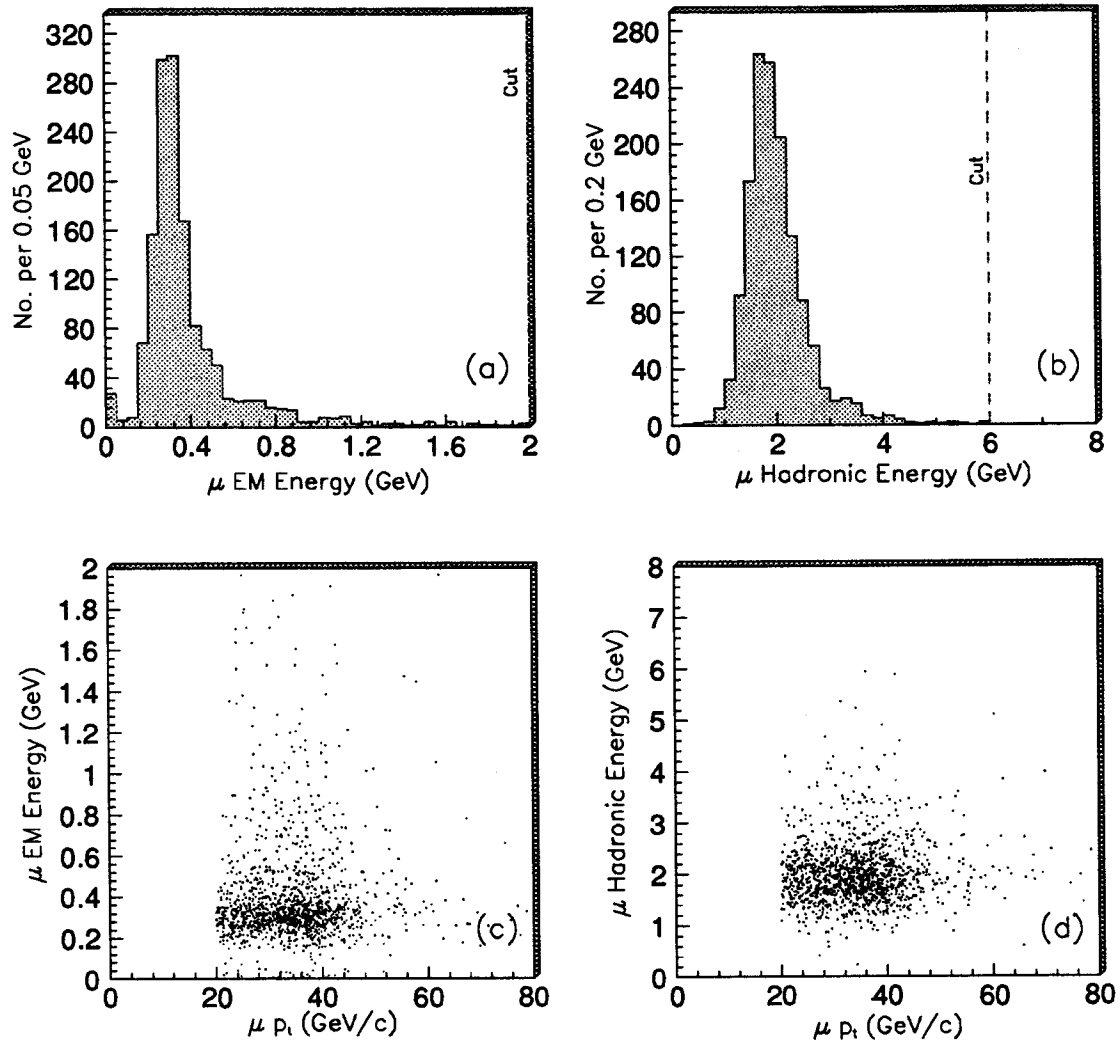 320
280
240
200
160
120
80
40
0
No. per 0.05 GeV
Cut
(a)
0 0.4 0.8 1.2 1.6 2
μ EM Energy (GeV)
280
240
200
160
120
80
40
0
No. per 0.2 GeV
Cut
(b)
0 2 4 6 8
μ Hadronic Energy (GeV)
2
1.8
1.6
1.4
1.2
1
0.8
0.6
0.4
0.2
0
μ EM Energy (GeV)
(c)
0 20 40 60 80
μ pₜ (GeV/c)
8
7
6
5
4
3
2
1
0
μ Hadronic Energy (GeV)
(d)
0 20 40 60 80
μ pₜ (GeV/c)